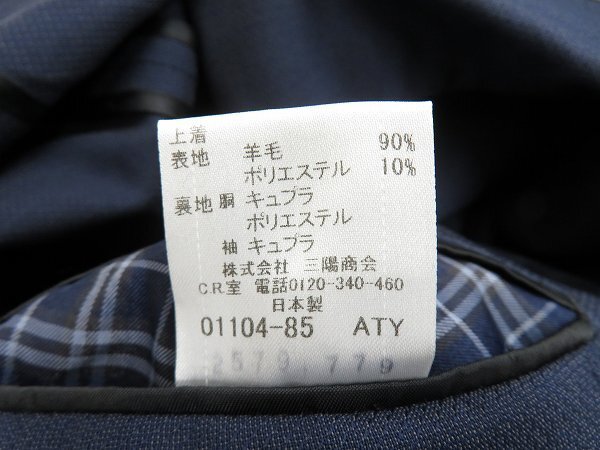 上着
表地 羊毛 90%
ポリエステル 10%
裏地 胴 キュプラ
ポリエステル
袖 キュプラ
株式会社 三陽商会
C.R室 電話0120-340-460
日本製
01104-85 ATY
2579.779